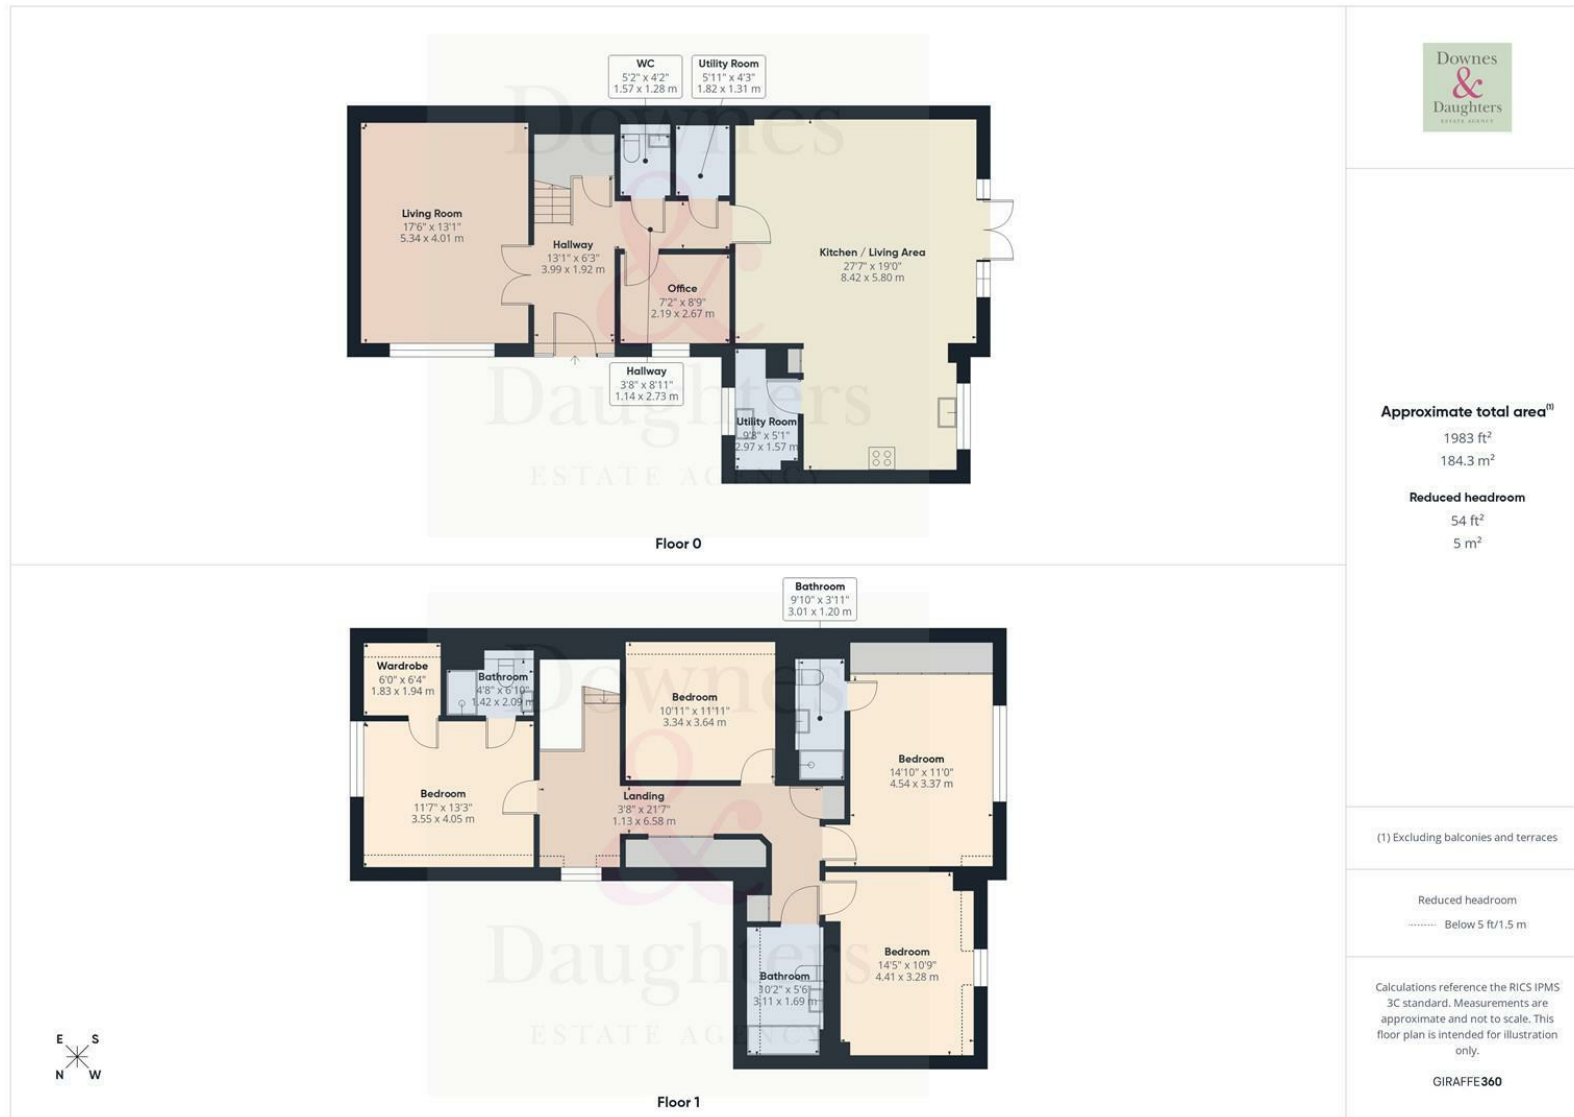 WC
5'2" x 4'2"
1.57 x 1.28 m
Utility Room
5'11" x 4'3"
1.82 x 1.31 m
Living Room
17'6" x 13'1"
5.34 x 4.01 m
Hallway
13'1" x 6'3"
3.99 x 1.92 m
Office
7'2" x 8'9"
2.19 x 2.67 m
Kitchen / Living Area
27'7" x 19'0"
8.42 x 5.80 m
Hallway
3'8" x 8'11"
1.14 x 2.73 m
Utility Room
9'8" x 5'1"
2.97 x 1.57 m
Downes
&
Daughters
ESTATE AGENCY
Floor 0
Bathroom
9'10" x 3'11"
3.01 x 1.20 m
Wardrobe
6'0" x 6'4"
1.83 x 1.94 m
Bathroom
4'8" x 6'10"
1.42 x 2.09 m
Bedroom
10'11" x 11'11"
3.34 x 3.64 m
Bedroom
14'10" x 11'0"
4.54 x 3.37 m
Bedroom
11'7" x 13'3"
3.55 x 4.05 m
Landing
3'8" x 21'7"
1.13 x 6.58 m
Bedroom
14'5" x 10'9"
4.41 x 3.28 m
Bathroom
10'2" x 5'6"
3.11 x 1.69 m
Downes
&
Daughters
ESTATE AGENCY
E S
N W
Floor 1
Downes
&
Daughters
ESTATE AGENCY
Approximate total area(1)
1983 ft²
184.3 m²
Reduced headroom
54 ft²
5 m²
(1) Excluding balconies and terraces
Reduced headroom
Below 5 ft/1.5 m
Calculations reference the RICS IPMS
3C standard. Measurements are
approximate and not to scale. This
floor plan is intended for illustration
only.
GIRAFFE360